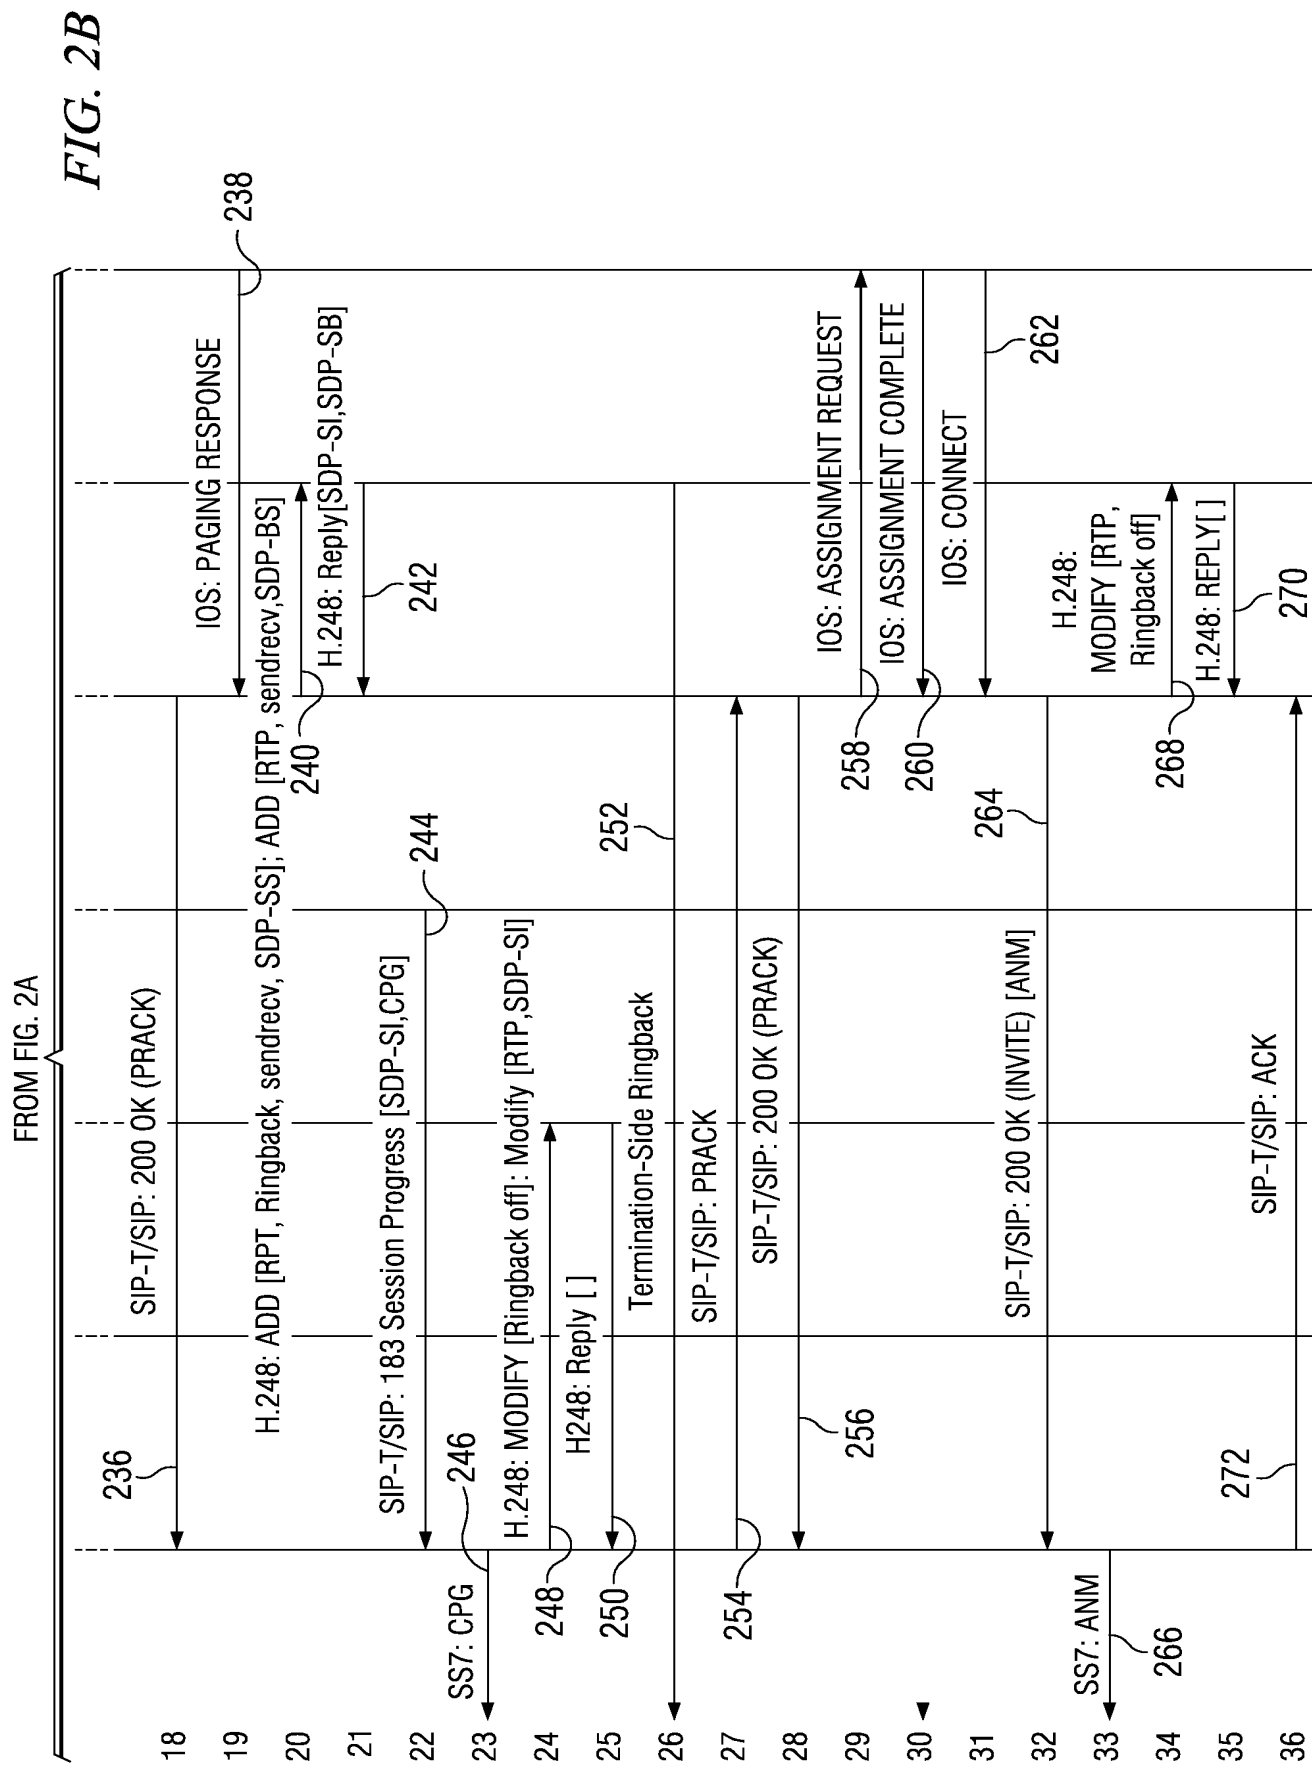 FIG. 2B
FROM FIG. 2A
18
SIP-T/SIP: 200 OK (PRACK)
236
19
IOS: PAGING RESPONSE
238
20
H.248: ADD [RPT, Ringback, sendrecv, SDP-SS]; ADD [RTP, sendrecv,SDP-BS]
240
21
H.248: Reply[SDP-SI,SDP-SB]
242
22
SIP-T/SIP: 183 Session Progress [SDP-SI,CPG]
244
23
SS7: CPG
246
24
H.248: MODIFY [Ringback off]: Modify [RTP,SDP-SI]
248
25
H248: Reply [ ]
250
26
Termination-Side Ringback
252
27
SIP-T/SIP: PRACK
254
28
SIP-T/SIP: 200 OK (PRACK)
256
29
IOS: ASSIGNMENT REQUEST
258
30
IOS: ASSIGNMENT COMPLETE
260
31
IOS: CONNECT
262
32
SIP-T/SIP: 200 OK (INVITE) [ANM]
264
33
SS7: ANM
266
34
H.248:
MODIFY [RTP,
Ringback off]
268
35
H.248: REPLY[ ]
270
36
SIP-T/SIP: ACK
272